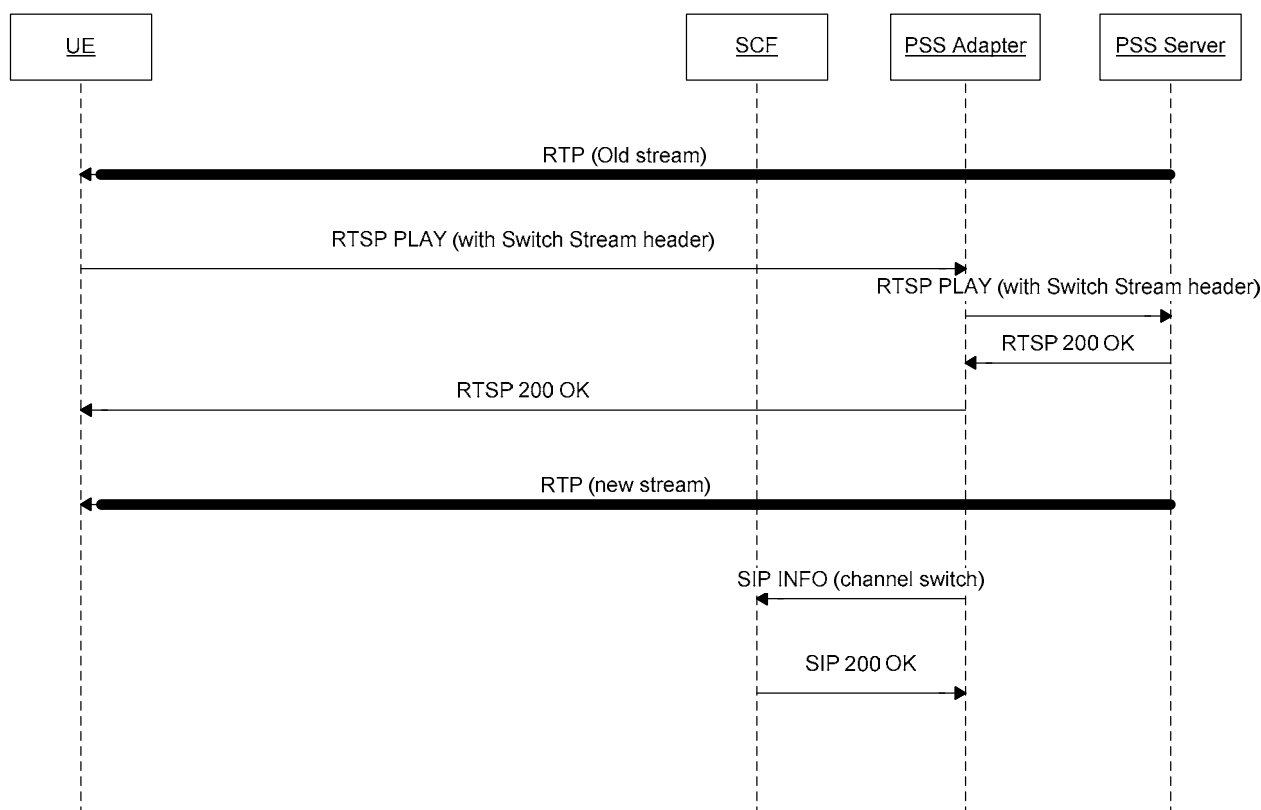 UE
SCF
PSS Adapter
PSS Server
RTP (Old stream)
RTSP PLAY (with Switch Stream header)
RTSP PLAY (with Switch Stream header)
RTSP 200 OK
RTSP 200 OK
RTP (new stream)
SIP INFO (channel switch)
SIP 200 OK